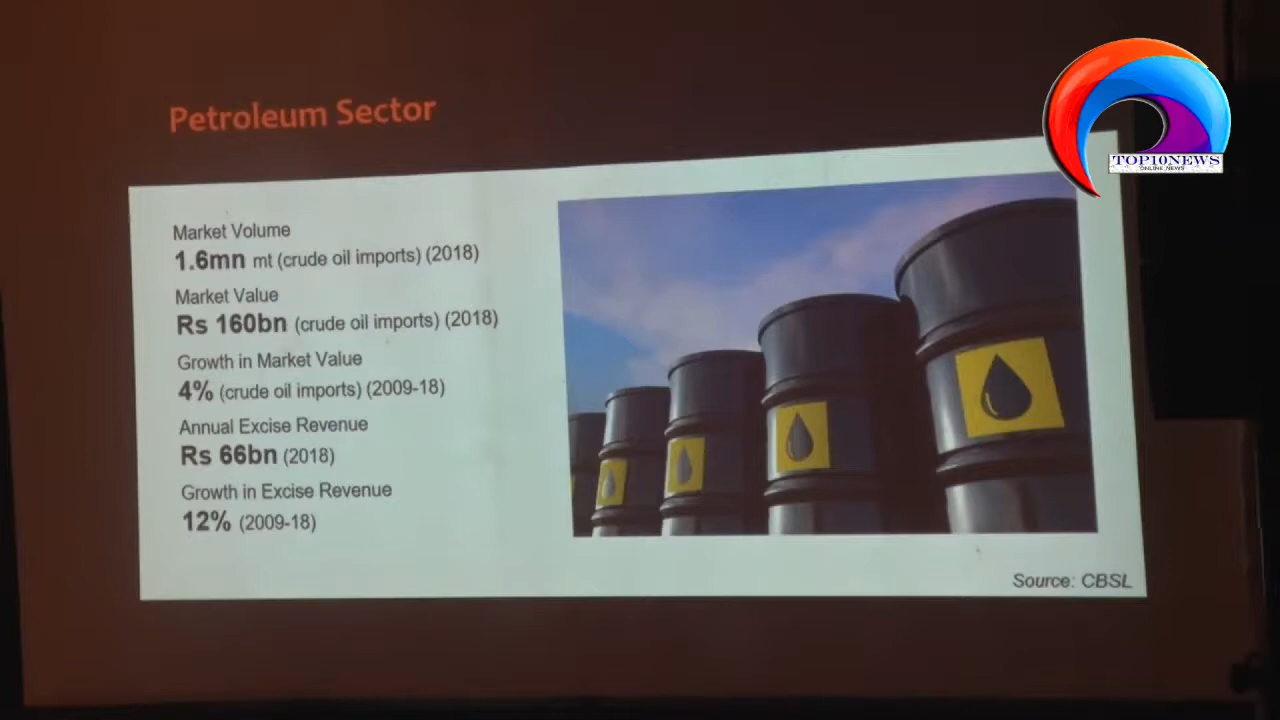 Petroleum Sector
TOP10NEWS
ONLINE NEWS
Market Volume
1.6mn mt (crude oil imports) (2018)
Market Value
Rs 160bn (crude oil imports) (2018)
Growth in Market Value
4% (crude oil imports) (2009-18)
Annual Excise Revenue
Rs 66bn (2018)
Growth in Excise Revenue
12% (2009-18)
Source: CBSL